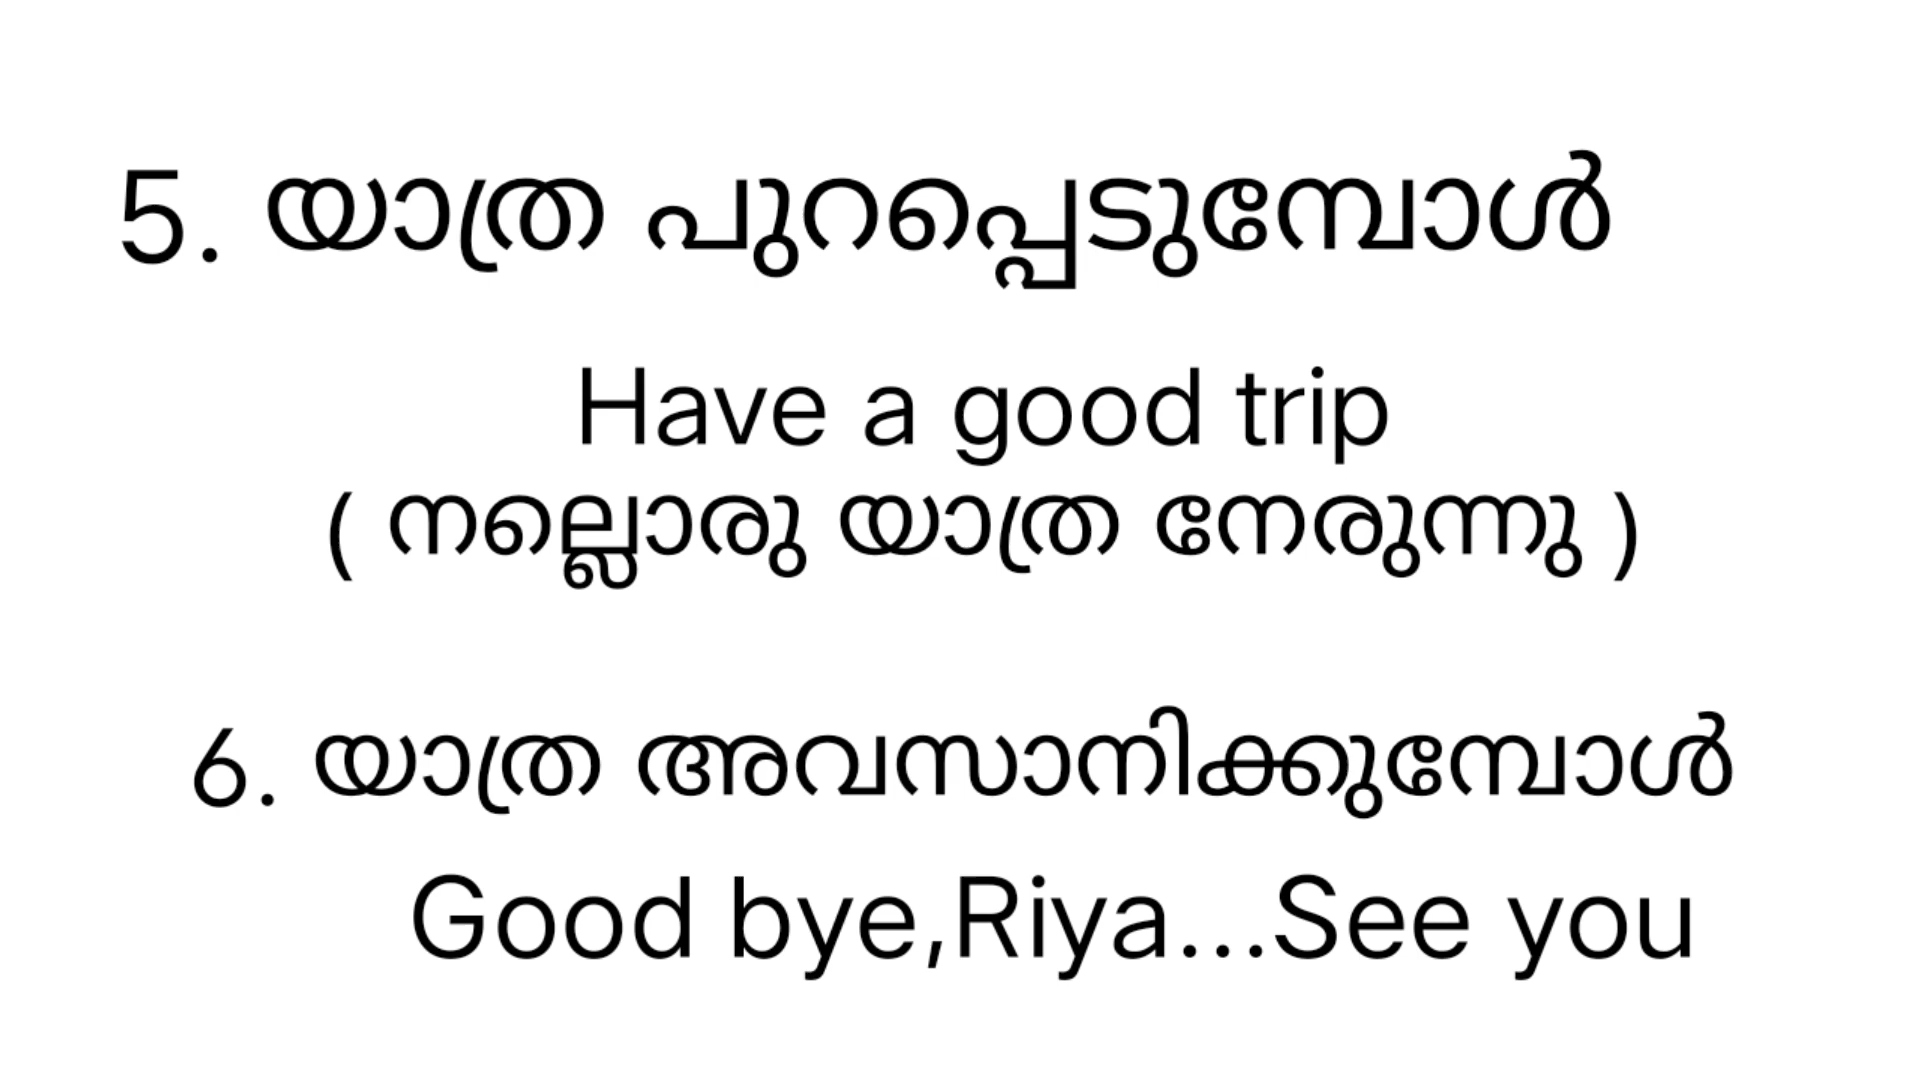 5. യാത്ര പുറപ്പെടുമ്പോൾ
Have a good trip
( നല്ലൊരു യാത്ര നേരുന്നു )
6. യാത്ര അവസാനിക്കുമ്പോൾ
Good bye,Riya...See you